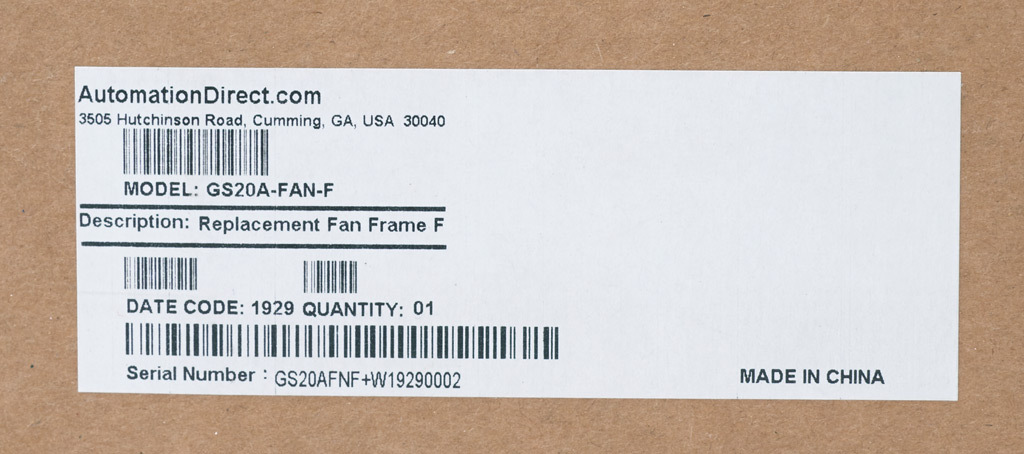 AutomationDirect.com
3505 Hutchinson Road, Cumming, GA, USA 30040
MODEL: GS20A-FAN-F
Description: Replacement Fan Frame F
DATE CODE: 1929 QUANTITY: 01
Serial Number : GS20AFNF+W19290002
MADE IN CHINA